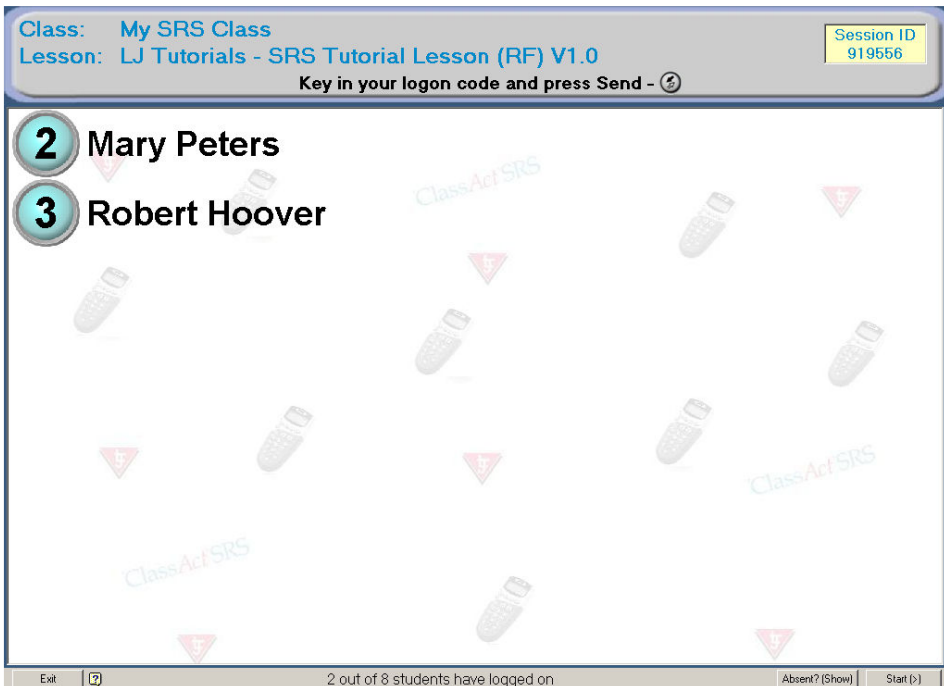 Class: My SRS Class
Lesson: LJ Tutorials - SRS Tutorial Lesson (RF) V1.0
Session ID
919556
Key in your logon code and press Send -
2 Mary Peters
3 Robert Hoover
ClassAct SRS
ClassAct SRS
ClassAct SRS
Exit ? 2 out of 8 students have logged on Absent? (Show) Start (>)